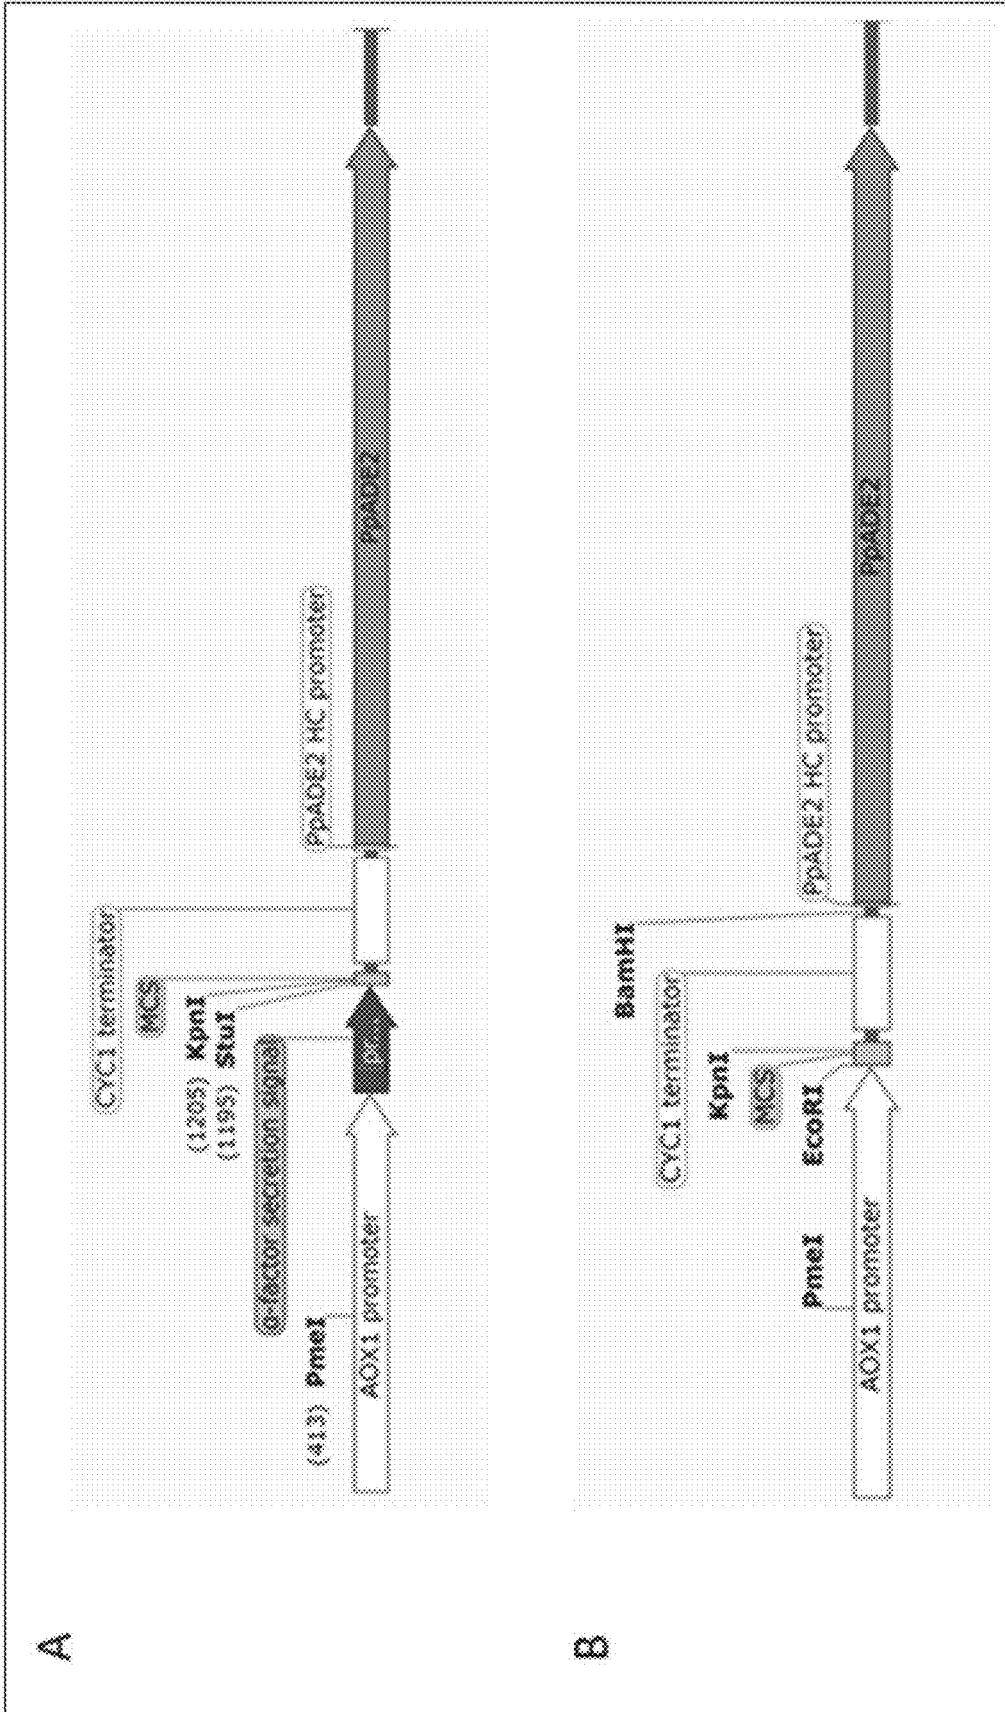 A
CYC1 terminator
MCS
(1205) KpnI
(1195) StuI
α-factor secretion signal
PpADE2 HC promoter
(413) PmeI
AOX1 promoter
PpADE2
B
BamHI
CYC1 terminator
KpnI
MCS
PpADE2 HC promoter
PmeI
EcoRI
AOX1 promoter
PpADE2